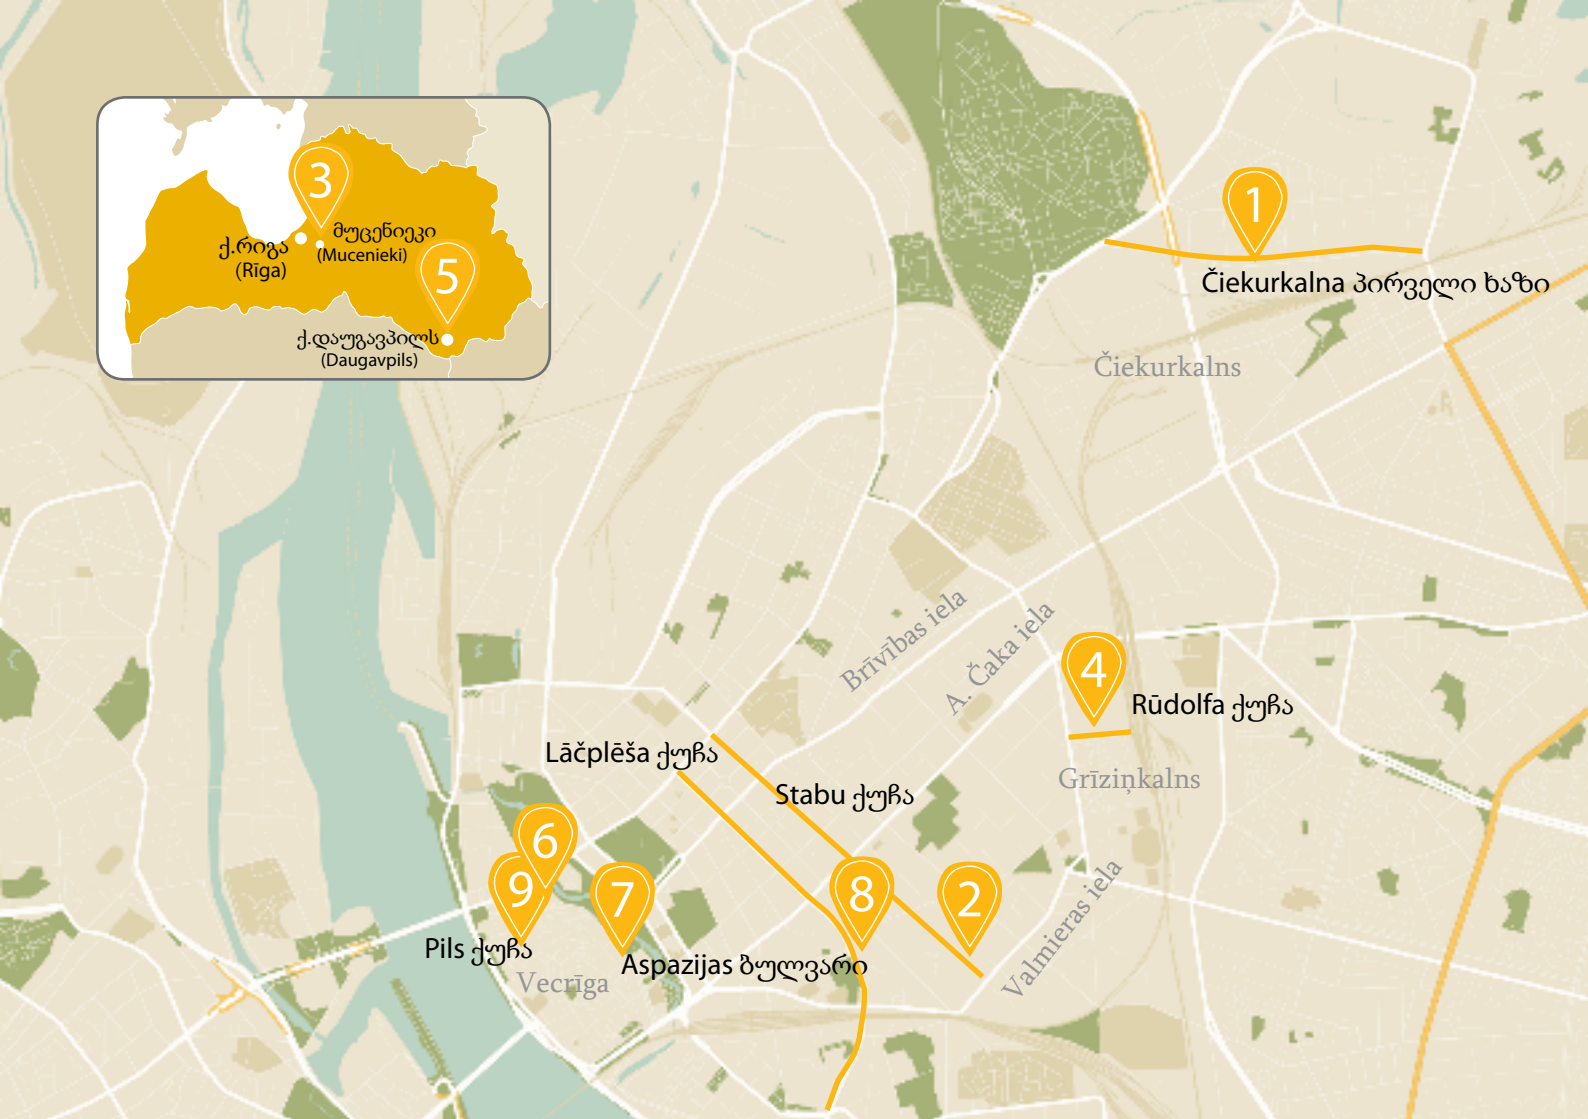 3
მუცენიეკი
(Mucenieki)
ქ.რიგა
(Rīga)
5
ქ.დაუგავპილს
(Daugavpils)
1
Čiekurkalna პირველი ხაზი
Čiekurkalns
Brīvības iela
A. Čaka iela
4
Rūdolfa ქუჩა
Grīziņkalns
Lāčplēša ქუჩა
Stabu ქუჩა
6
9
7
8
2
Valmieras iela
Pils ქუჩა
Vecrīga
Aspazijas ბულვარი